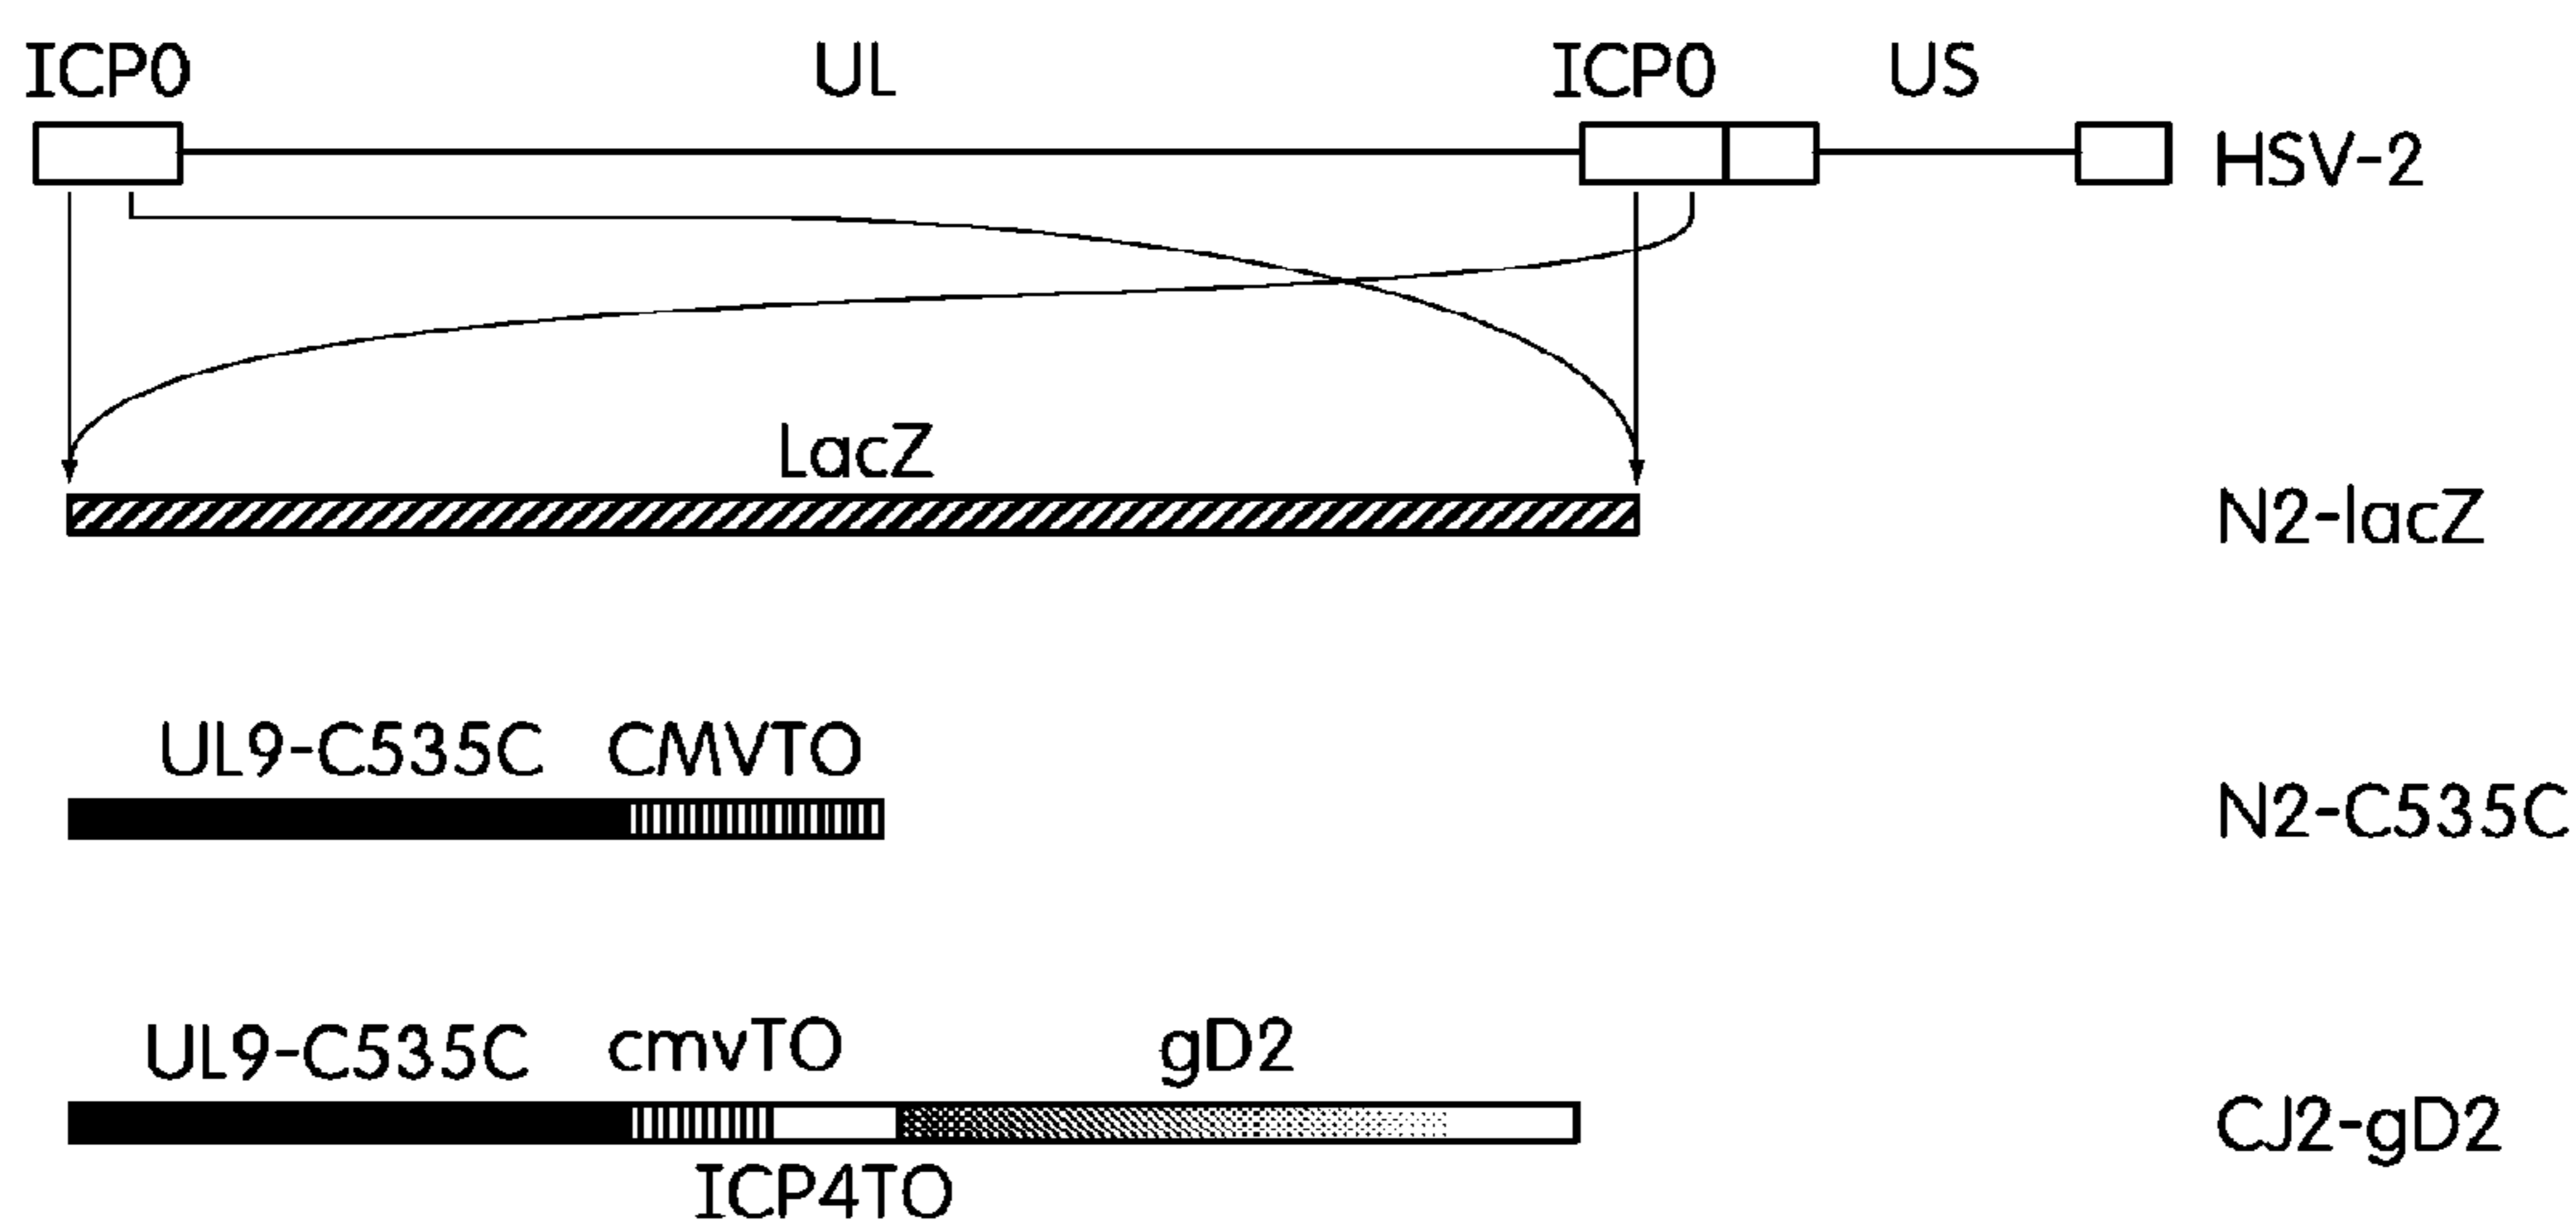 ICP0 UL ICP0 US
HSV-2
LacZ
N2-lacZ
UL9-C535C CMVTO
N2-C535C
UL9-C535C cmvTO gD2
CJ2-gD2
ICP4TO